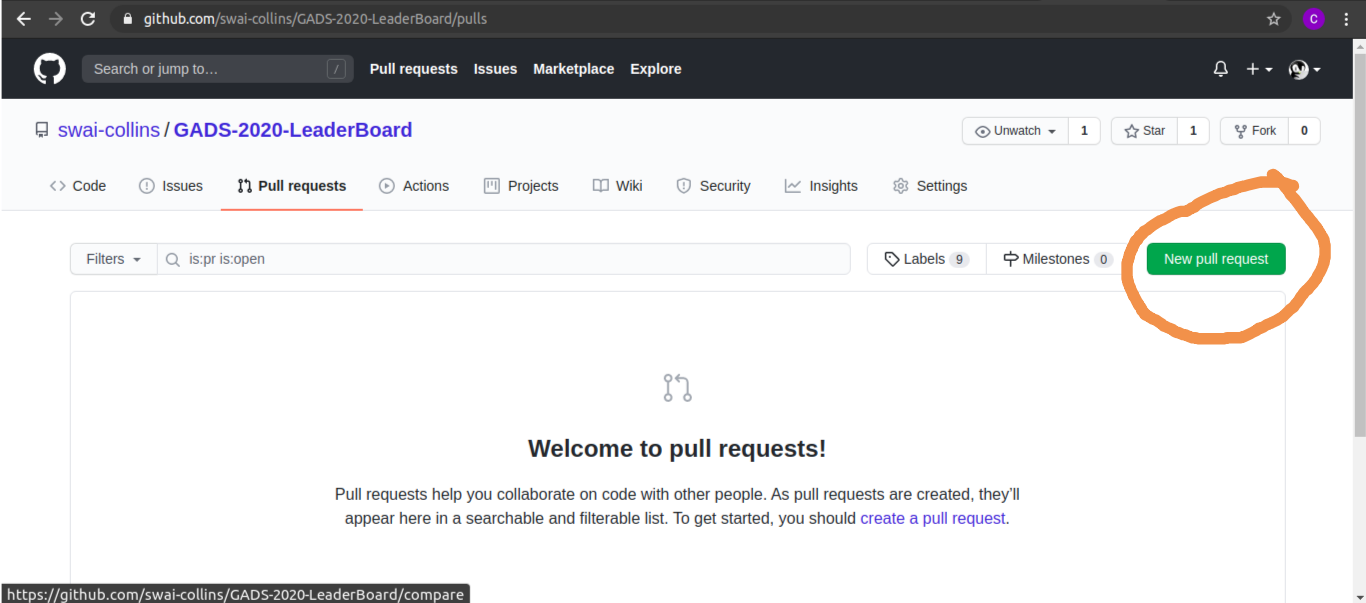 github.com/swai-collins/GADS-2020-LeaderBoard/pulls
C
Search or jump to… /
Pull requests Issues Marketplace Explore
swai-collins / GADS-2020-LeaderBoard
Unwatch 1 Star 1 Fork 0
Code Issues Pull requests Actions Projects Wiki Security Insights Settings
Filters is:pr is:open Labels 9 Milestones 0 New pull request
Welcome to pull requests!
Pull requests help you collaborate on code with other people. As pull requests are created, they’ll
appear here in a searchable and filterable list. To get started, you should create a pull request.
https://github.com/swai-collins/GADS-2020-LeaderBoard/compare